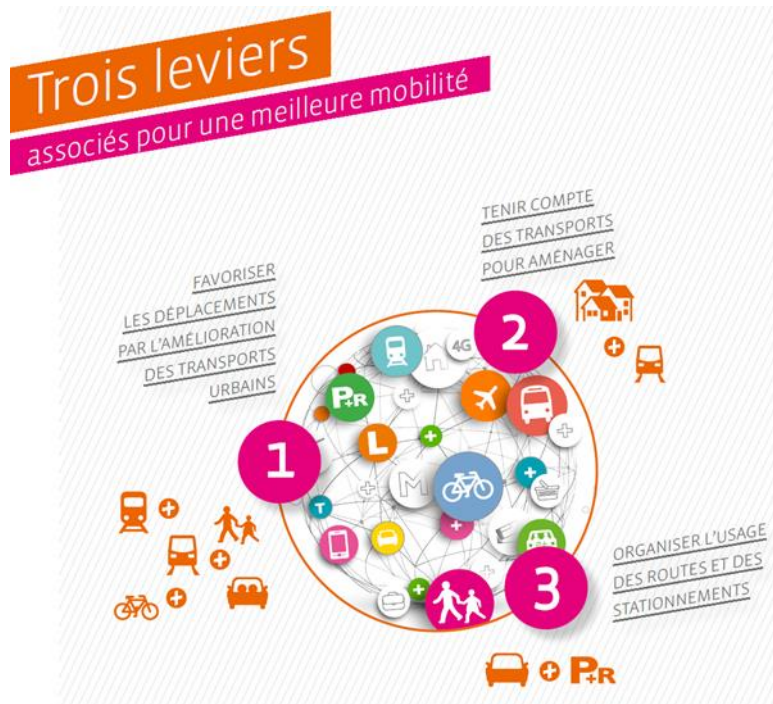 Trois leviers
associés pour une meilleure mobilité
TENIR COMPTE
DES TRANSPORTS
POUR AMÉNAGER
FAVORISER
LES DÉPLACEMENTS
PAR L'AMÉLIORATION
DES TRANSPORTS
URBAINS
2
4G
P+R
L
1
M
T
3
ORGANISER L'USAGE
DES ROUTES ET DES
STATIONNEMENTS
P+R